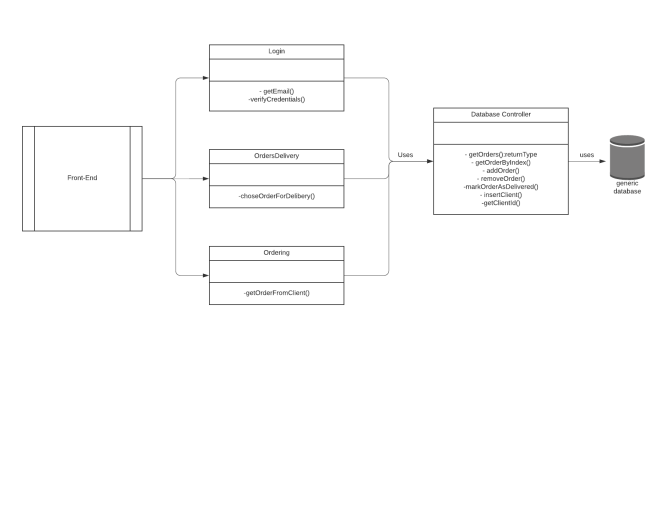 Login
- getEmail()
-verifyCredentials()
Front-End
OrdersDelivery
-choseOrderForDelibery()
Ordering
-getOrderFromClient()
Uses
Database Controller
- getOrders():returnType
- getOrderByIndex()
- addOrder()
- removeOrder()
-markOrderAsDelivered()
- insertClient()
-getClientId()
uses
generic
database